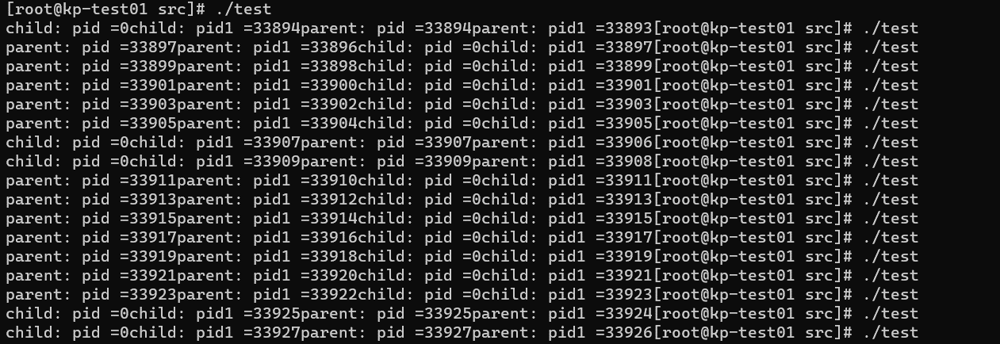 [root@kp-test01 src]# ./test
child: pid =0child: pid1 =33894parent: pid =33894parent: pid1 =33893[root@kp-test01 src]# ./test
parent: pid =33897parent: pid1 =33896child: pid =0child: pid1 =33897[root@kp-test01 src]# ./test
parent: pid =33899parent: pid1 =33898child: pid =0child: pid1 =33899[root@kp-test01 src]# ./test
parent: pid =33901parent: pid1 =33900child: pid =0child: pid1 =33901[root@kp-test01 src]# ./test
parent: pid =33903parent: pid1 =33902child: pid =0child: pid1 =33903[root@kp-test01 src]# ./test
parent: pid =33905parent: pid1 =33904child: pid =0child: pid1 =33905[root@kp-test01 src]# ./test
child: pid =0child: pid1 =33907parent: pid =33907parent: pid1 =33906[root@kp-test01 src]# ./test
child: pid =0child: pid1 =33909parent: pid =33909parent: pid1 =33908[root@kp-test01 src]# ./test
parent: pid =33911parent: pid1 =33910child: pid =0child: pid1 =33911[root@kp-test01 src]# ./test
parent: pid =33913parent: pid1 =33912child: pid =0child: pid1 =33913[root@kp-test01 src]# ./test
parent: pid =33915parent: pid1 =33914child: pid =0child: pid1 =33915[root@kp-test01 src]# ./test
parent: pid =33917parent: pid1 =33916child: pid =0child: pid1 =33917[root@kp-test01 src]# ./test
parent: pid =33919parent: pid1 =33918child: pid =0child: pid1 =33919[root@kp-test01 src]# ./test
parent: pid =33921parent: pid1 =33920child: pid =0child: pid1 =33921[root@kp-test01 src]# ./test
parent: pid =33923parent: pid1 =33922child: pid =0child: pid1 =33923[root@kp-test01 src]# ./test
child: pid =0child: pid1 =33925parent: pid =33925parent: pid1 =33924[root@kp-test01 src]# ./test
child: pid =0child: pid1 =33927parent: pid =33927parent: pid1 =33926[root@kp-test01 src]# ./test